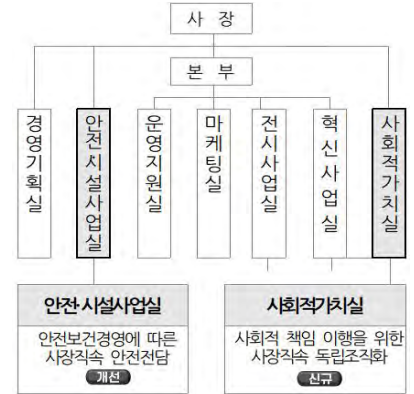 사 장
본 부
경영기획실
안전시설사업실
운영지원실
마케팅실
전시사업실
혁신사업실
사회적가치실
안전·시설사업실
안전보건경영에 따른
사장직속 안전전담
개선
사회적가치실
사회적 책임 이행을 위한
사장직속 독립조직화
신규